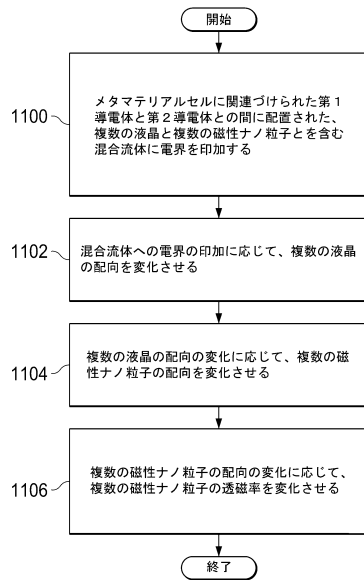 開始
1100
メタマテリアルセルに関連づけられた第1
導電体と第2導電体との間に配置された、
複数の液晶と複数の磁性ナノ粒子とを含む
混合流体に電界を印加する
1102
混合流体への電界の印加に応じて、複数の液晶
の配向を変化させる
1104
複数の液晶の配向の変化に応じて、複数の磁
性ナノ粒子の配向を変化させる
1106
複数の磁性ナノ粒子の配向の変化に応じて、
複数の磁性ナノ粒子の透磁率を変化させる
終了